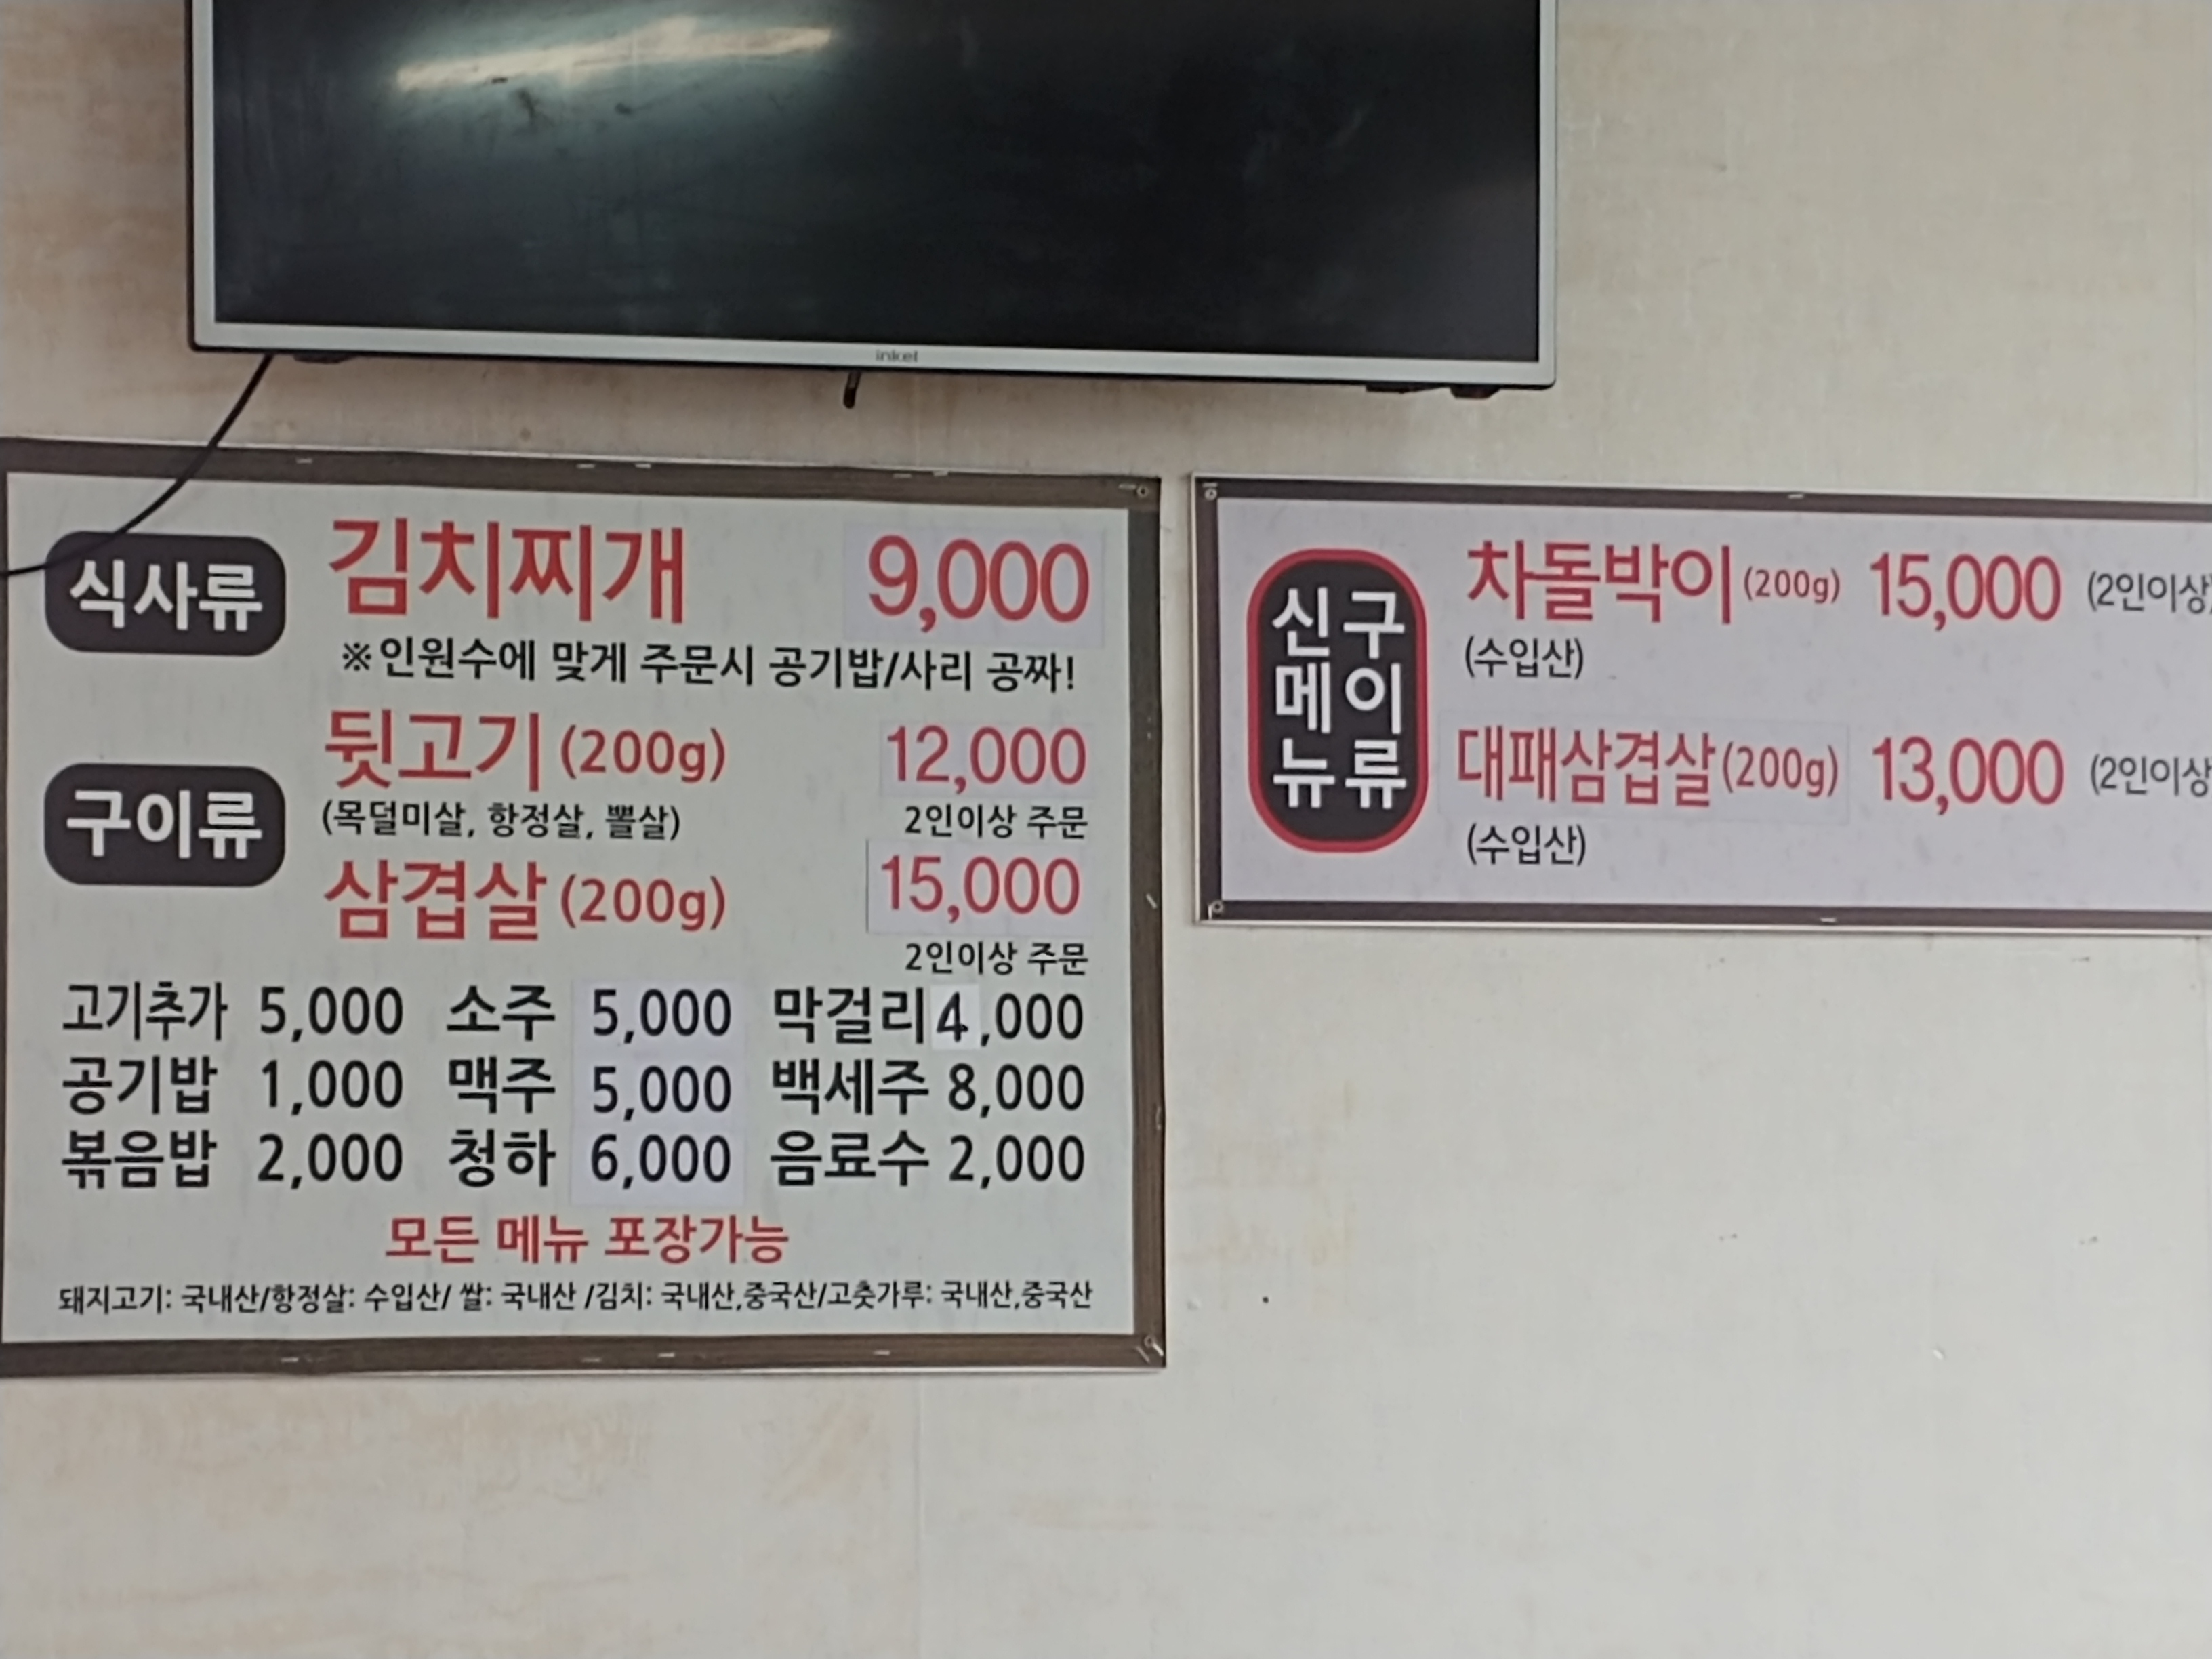 inkel
식사류
김치찌개 9,000
※인원수에 맞게 주문시 공기밥/사리 공짜!
구이류
뒷고기 (200g) 12,000
(목덜미살, 항정살, 뽈살) 2인이상 주문
삼겹살 (200g) 15,000
2인이상 주문
고기추가 5,000 소주 5,000 막걸리 4,000
공기밥 1,000 맥주 5,000 백세주 8,000
볶음밥 2,000 청하 6,000 음료수 2,000
모든 메뉴 포장가능
돼지고기: 국내산/항정살: 수입산/ 쌀: 국내산 /김치: 국내산,중국산/고춧가루: 국내산,중국산
신메뉴
구이류
차돌박이 (200g) 15,000 (2인이상)
(수입산)
대패삼겹살 (200g) 13,000 (2인이상
(수입산)